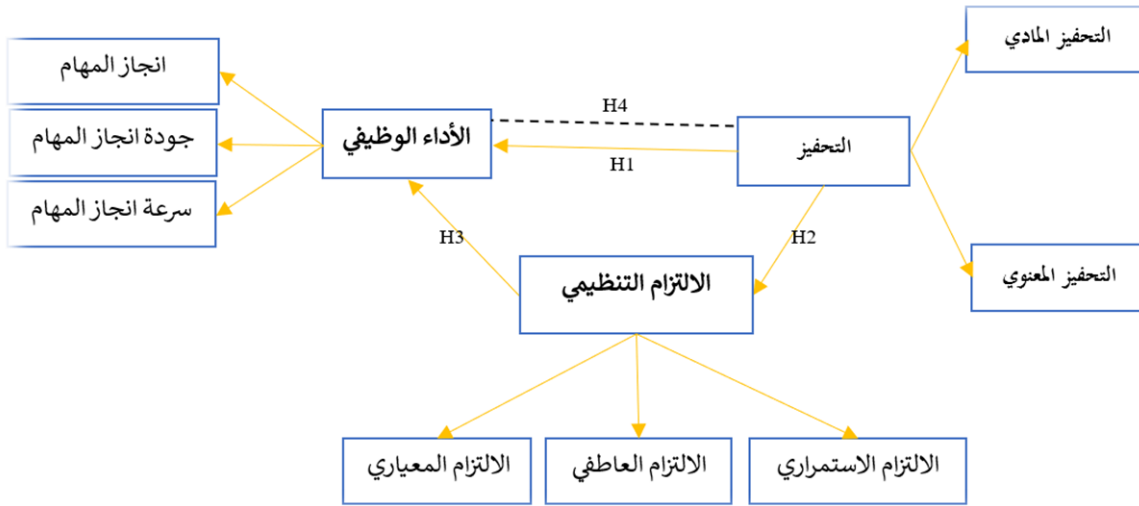 التحفيز المادي
انجاز المهام
H4
الأداء الوظيفي
جودة انجاز المهام
التحفيز
H1
سرعة انجاز المهام
H2
H3
التحفيز المعنوي
الالتزام التنظيمي
الالتزام الاستمراري
الالتزام العاطفي
الالتزام المعياري